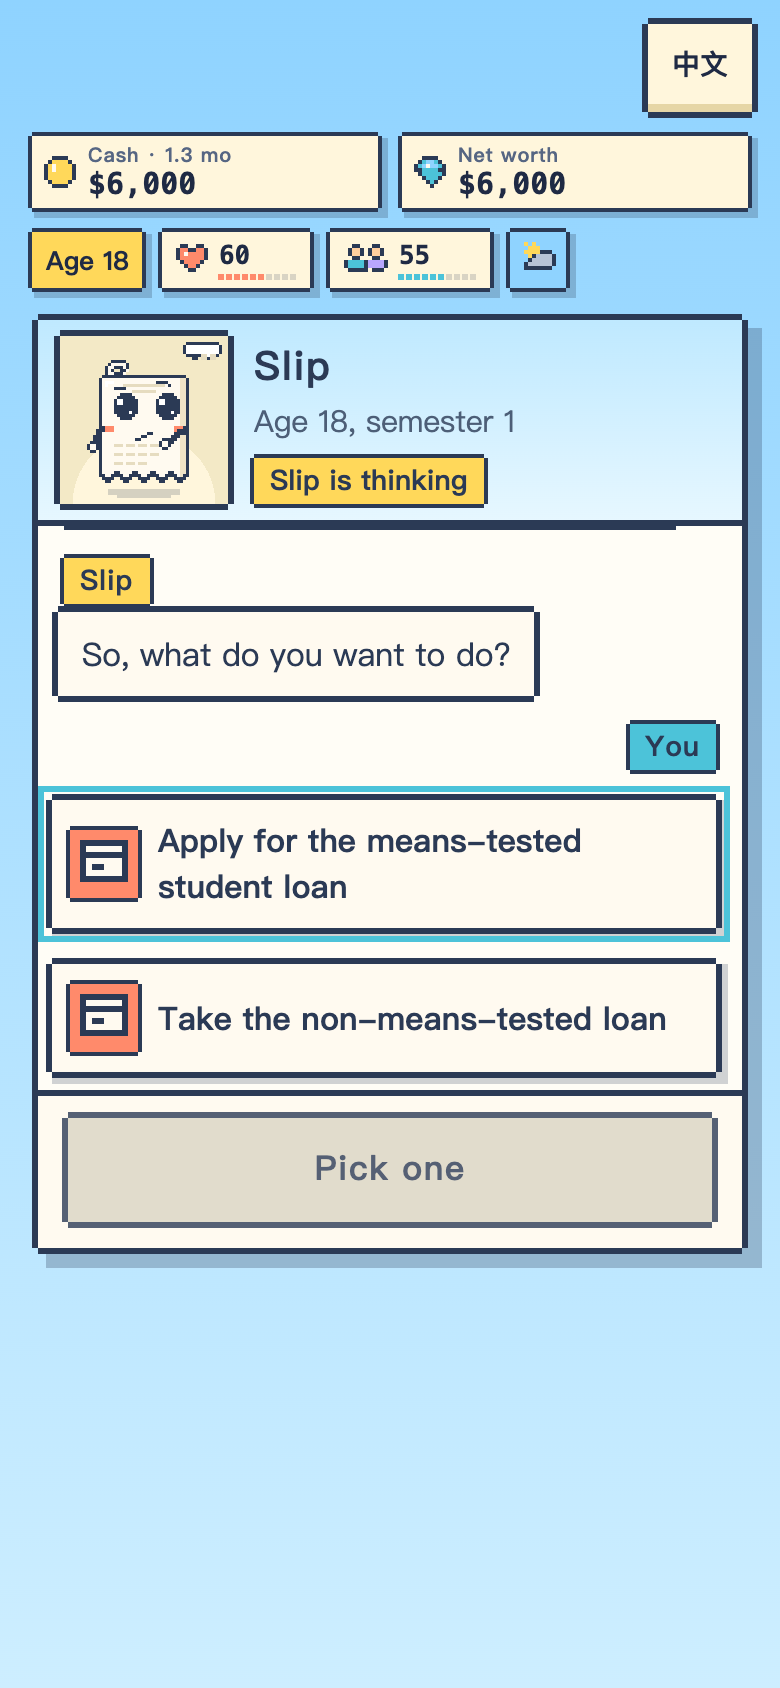 中文
Cash · 1.3 mo
$6,000
Net worth
$6,000
Age 18
60
55
Slip
Age 18, semester 1
Slip is thinking
Slip
So, what do you want to do?
You
Apply for the means–tested
student loan
Take the non–means–tested loan
Pick one